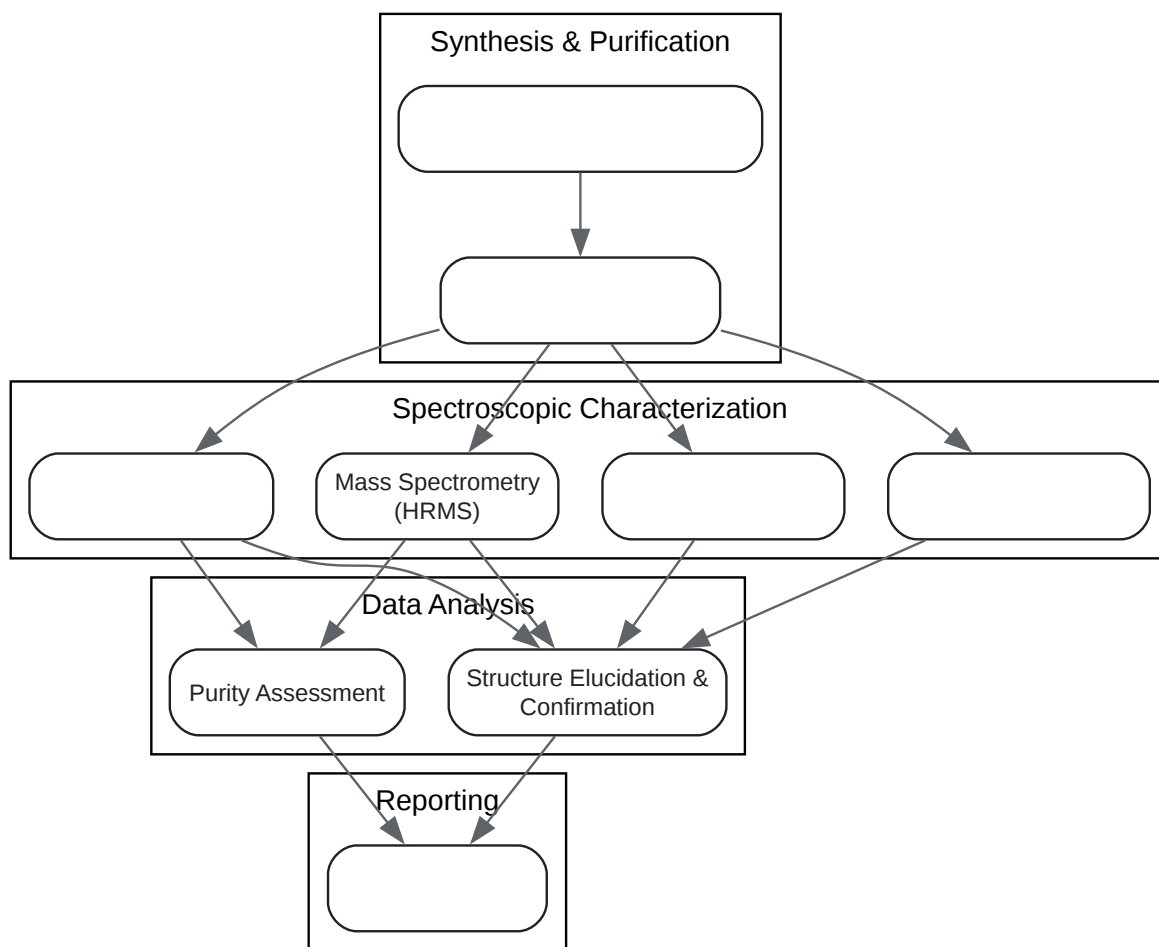 Synthesis & Purification
Spectroscopic Characterization
Mass Spectrometry
(HRMS)
Data Analysis
Purity Assessment
Structure Elucidation &
Confirmation
Reporting